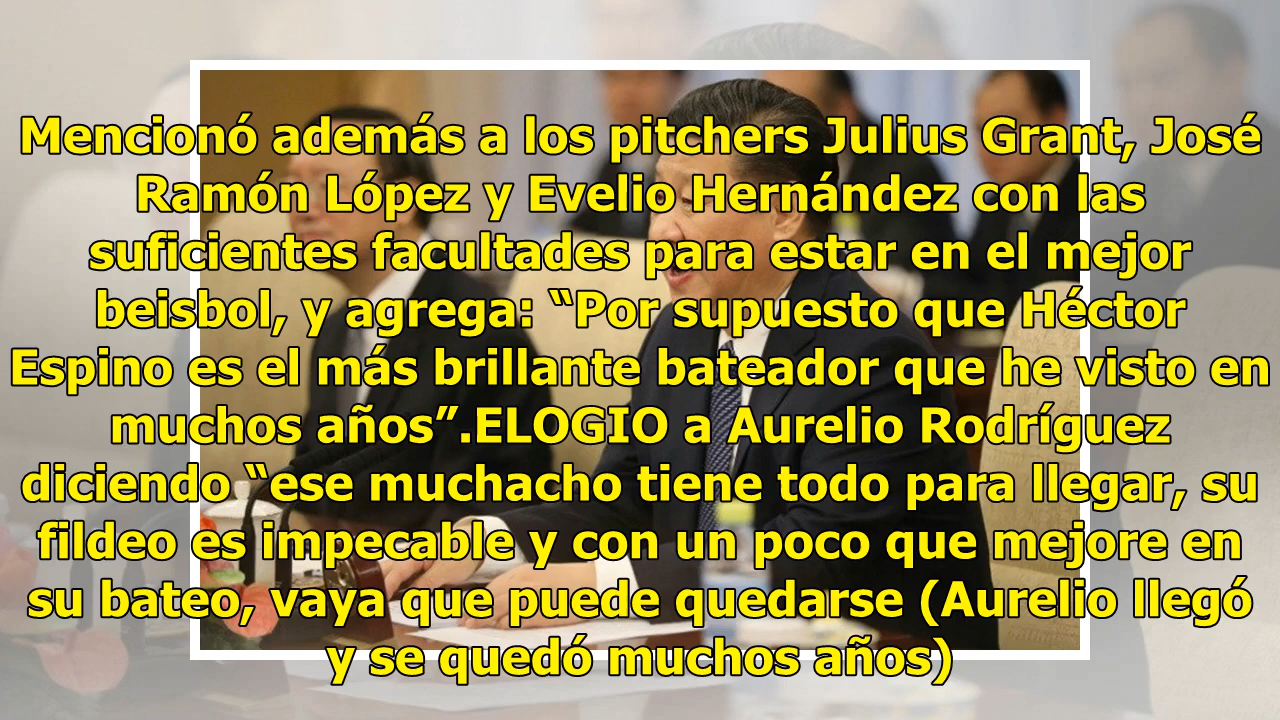 Mencionó además a los pitchers Julius Grant, José
Ramón López y Evelio Hernández con las
suficientes facultades para estar en el mejor
beisbol, y agrega: “Por supuesto que Héctor
Espino es el más brillante bateador que he visto en
muchos años”.ELOGIO a Aurelio Rodríguez
diciendo “ese muchacho tiene todo para llegar, su
fildeo es impecable y con un poco que mejore en
su bateo, vaya que puede quedarse (Aurelio llegó
y se quedó muchos años)